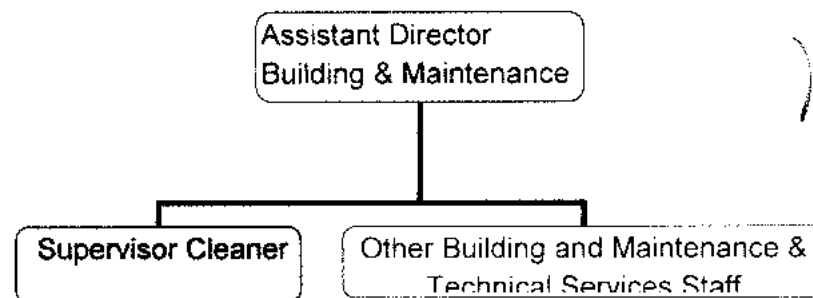 Assistant Director
Building & Maintenance
Supervisor Cleaner
Other Building and Maintenance &
Technical Services Staff